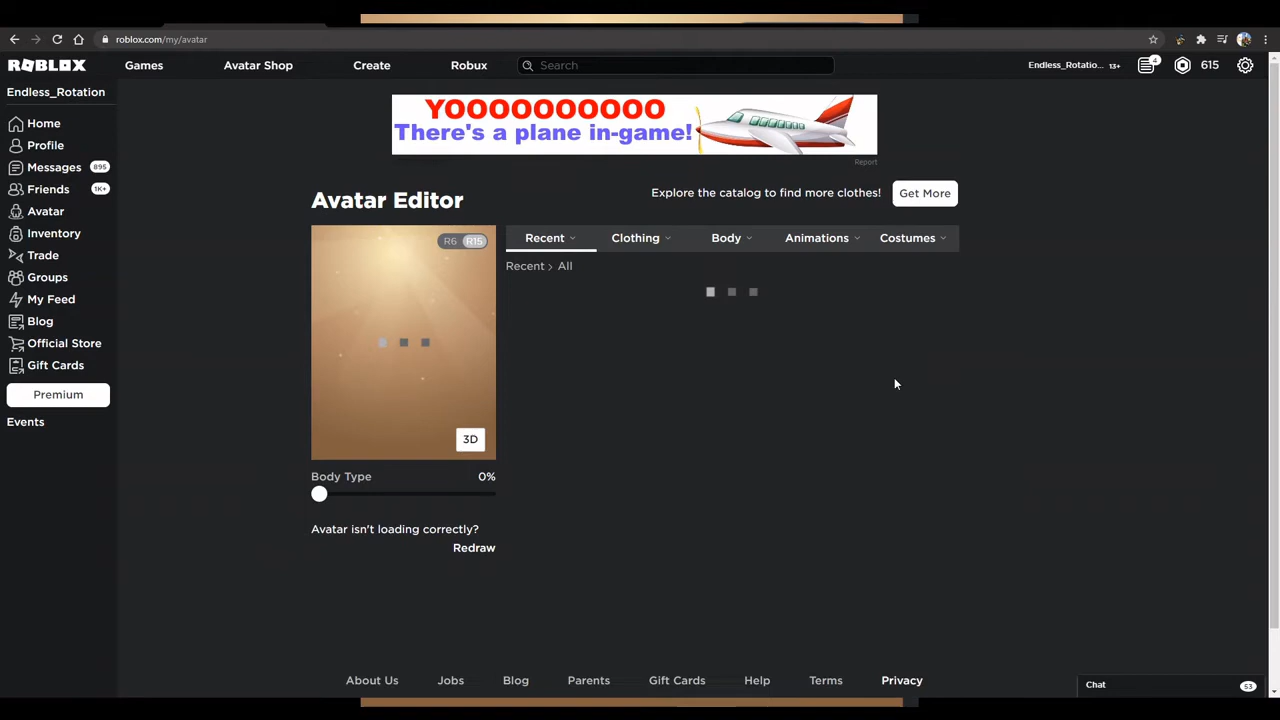 roblox.com/my/avatar
ROBLOX
Games
Avatar Shop
Create
Robux
Search
Endless_Rotatio... 13+
4
615
Endless_Rotation
Home
Profile
Messages 895
Friends 1K+
Avatar
Inventory
Trade
Groups
My Feed
Blog
Official Store
Gift Cards
Premium
Events
YOOOOOOOOOO
There's a plane in-game!
Report
Avatar Editor
Explore the catalog to find more clothes!
Get More
R6 R15
3D
Body Type 0%
Avatar isn't loading correctly?
Redraw
Recent
Clothing
Body
Animations
Costumes
Recent > All
About Us
Jobs
Blog
Parents
Gift Cards
Help
Terms
Privacy
Chat 53